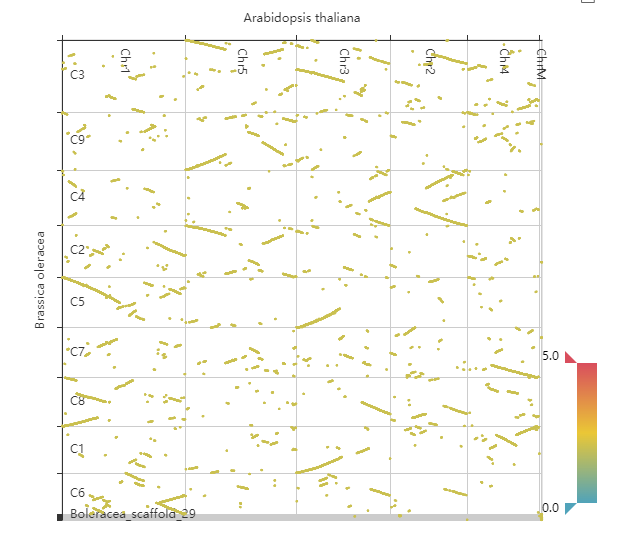 Arabidopsis thaliana
Chr1 Chr5 Chr3 Chr2 Chr4 ChrM
C3
C9
C4
C2
C5
C7
C8
C1
C6
Boleracea_scaffold_29
Brassica oleracea
5.0
0.0